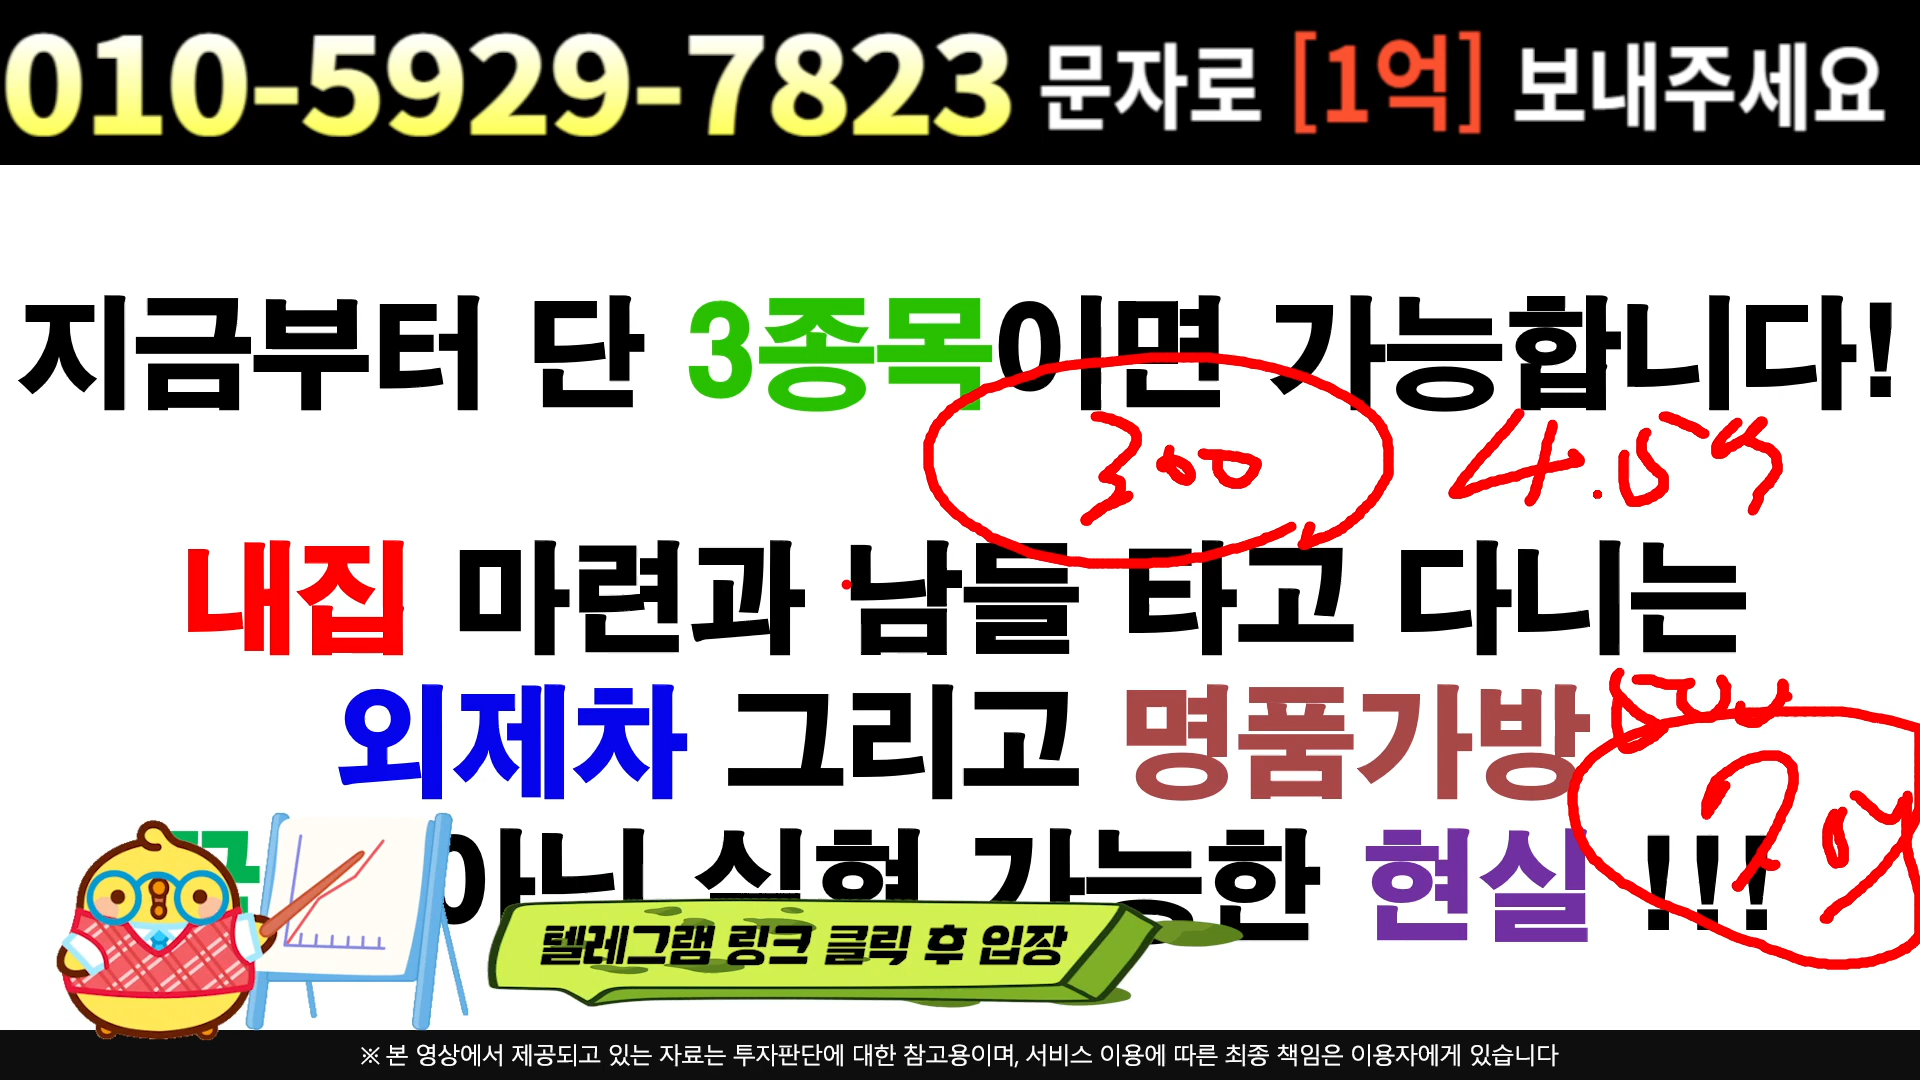 010-5929-7823 문자로 [1억] 보내주세요
지금부터 단 3종목이면 가능합니다!
300 4.5억
내집 마련과 남들 타고 다니는
외제차 그리고 명품가방
아닌 실현 가능한 현실 !!!
텔레그램 링크 클릭 후 입장
※ 본 영상에서 제공되고 있는 자료는 투자판단에 대한 참고용이며, 서비스 이용에 따른 최종 책임은 이용자에게 있습니다